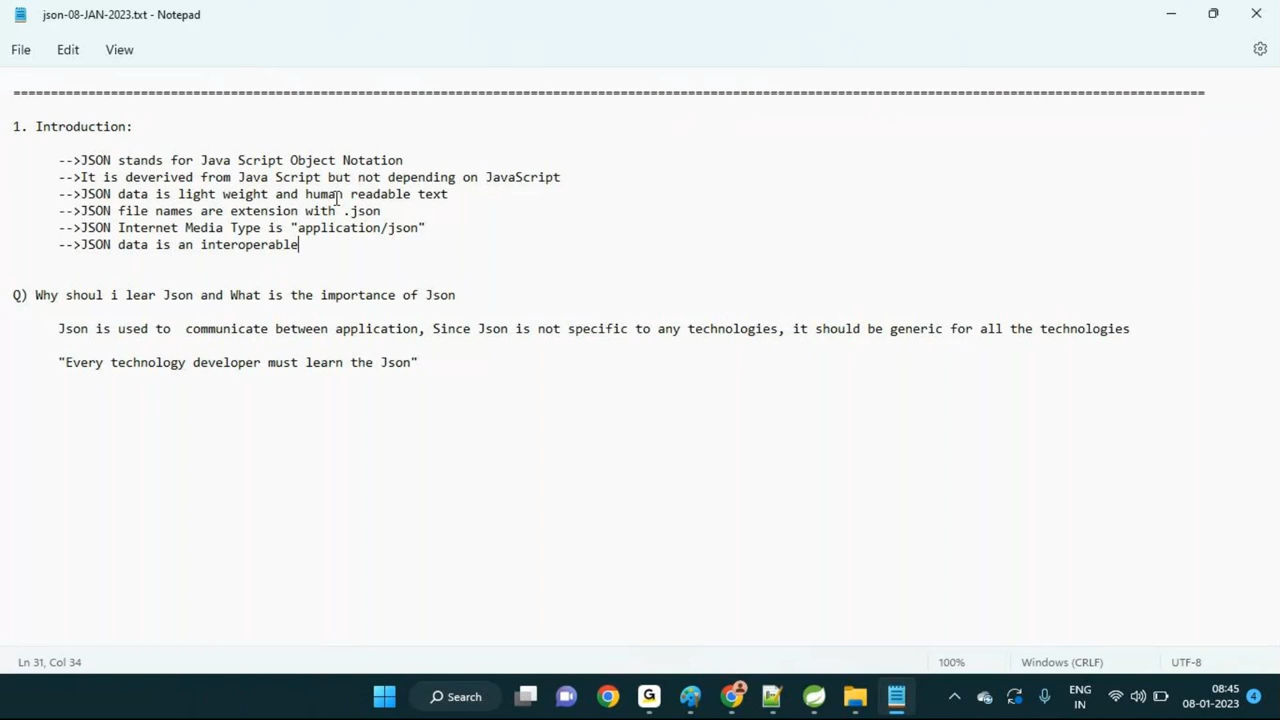 json-08-JAN-2023.txt - Notepad
File Edit View
===============================================================================================================================================================
1. Introduction:
-->JSON stands for Java Script Object Notation
-->It is deverived from Java Script but not depending on JavaScript
-->JSON data is light weight and human readable text
-->JSON file names are extension with .json
-->JSON Internet Media Type is "application/json"
-->JSON data is an interoperable
Q) Why shoul i lear Json and What is the importance of Json
Json is used to  communicate between application, Since Json is not specific to any technologies, it should be generic for all the technologies
"Every technology developer must learn the Json"
Ln 31, Col 34 100% Windows (CRLF) UTF-8
Search G ENG 08:45
IN 08-01-2023 4